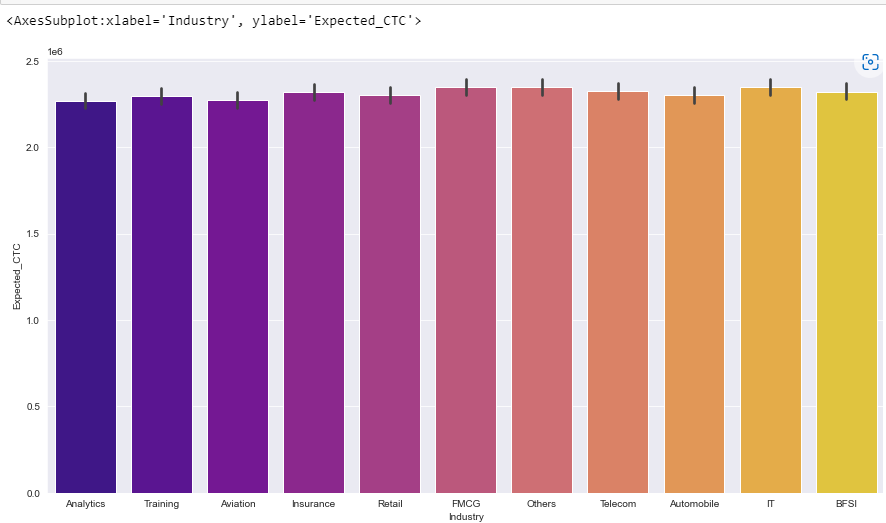 <AxesSubplot:xlabel='Industry', ylabel='Expected_CTC'>
1e6
2.5
2.0
1.5
1.0
0.5
0.0
Expected_CTC
Analytics Training Aviation Insurance Retail FMCG Others Telecom Automobile IT BFSI
Industry